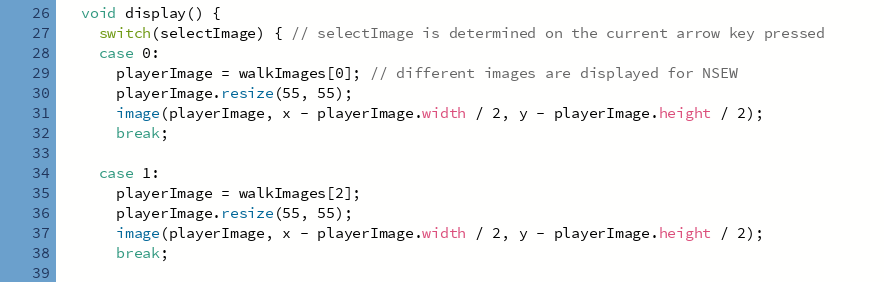 26 void display() {
27 switch(selectImage) { // selectImage is determined on the current arrow key pressed
28 case 0:
29 playerImage = walkImages[0]; // different images are displayed for NSEW
30 playerImage.resize(55, 55);
31 image(playerImage, x - playerImage.width / 2, y - playerImage.height / 2);
32 break;
33
34 case 1:
35 playerImage = walkImages[2];
36 playerImage.resize(55, 55);
37 image(playerImage, x - playerImage.width / 2, y - playerImage.height / 2);
38 break;
39